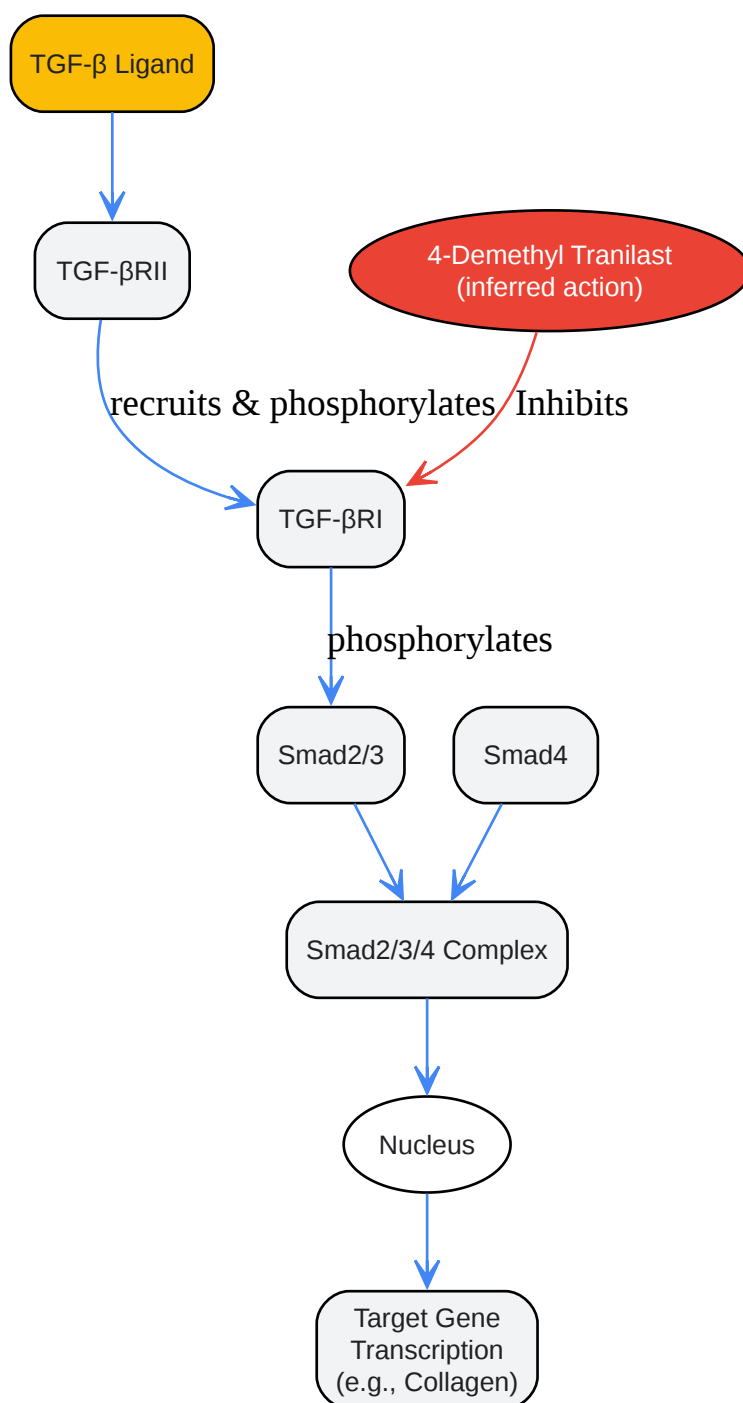 TGF-β Ligand
TGF-βRII
4-Demethyl Tranilast
(inferred action)
recruits & phosphorylates
Inhibits
TGF-βRI
phosphorylates
Smad2/3
Smad4
Smad2/3/4 Complex
Nucleus
Target Gene
Transcription
(e.g., Collagen)